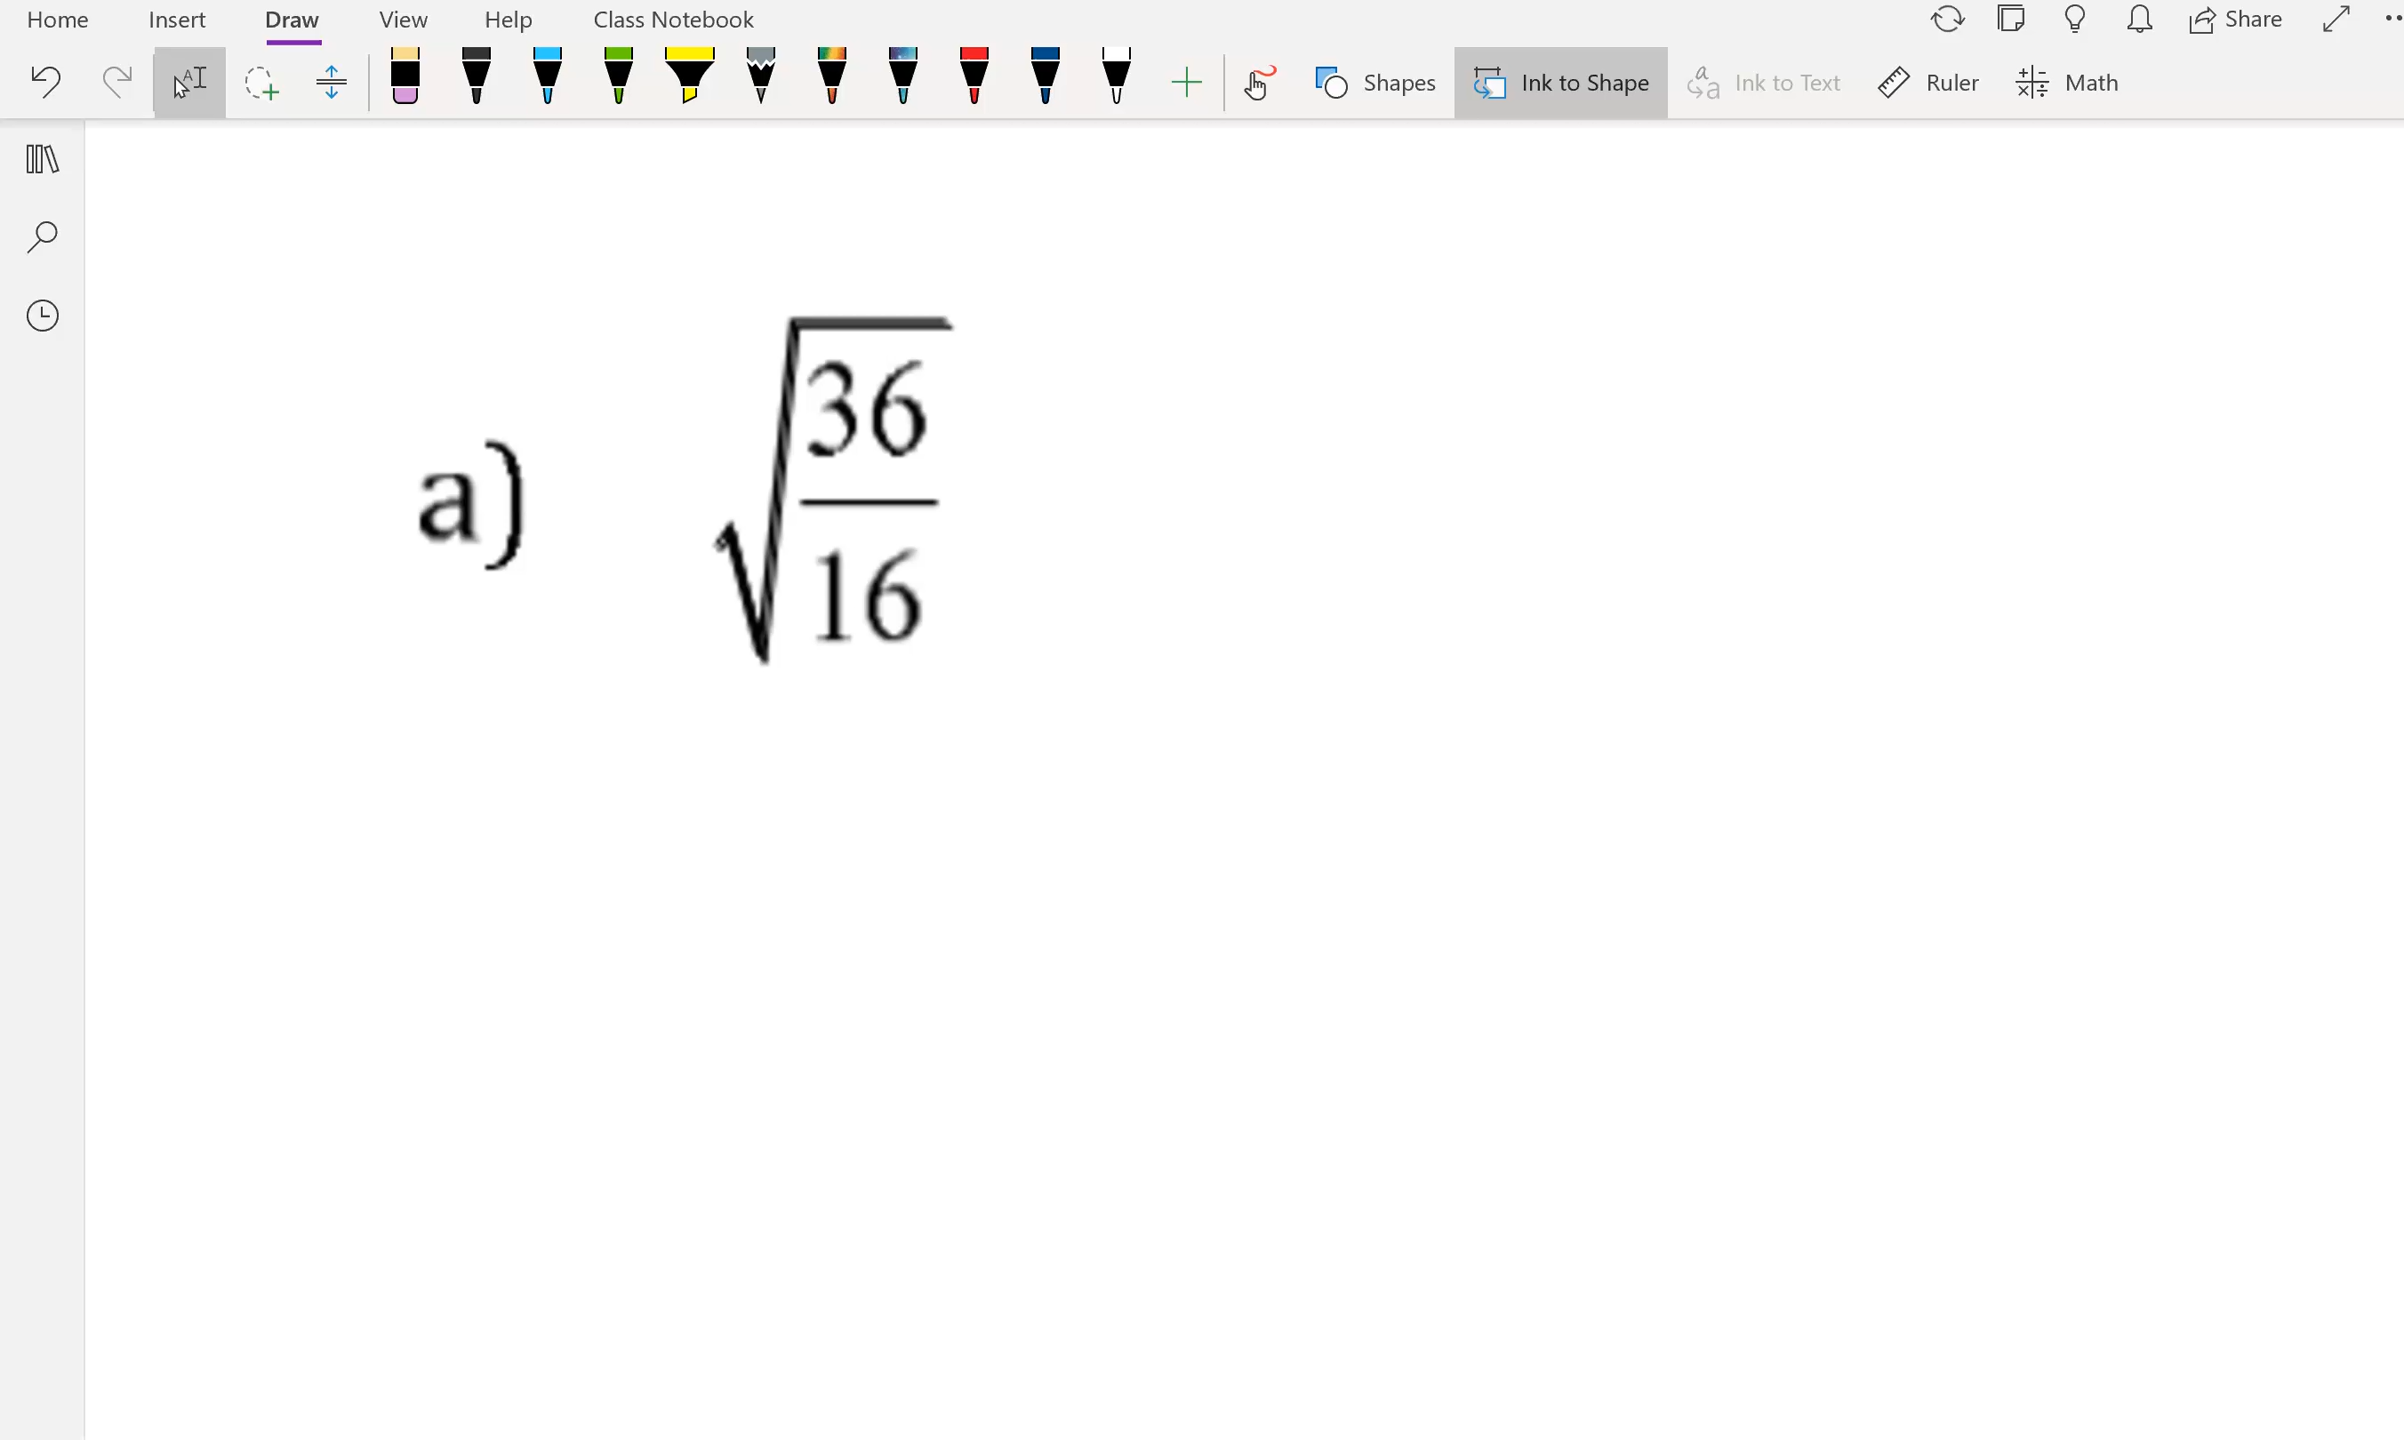 Home Insert Draw View Help Class Notebook Share
Shapes Ink to Shape Ink to Text Ruler Math
a) √(36/16)